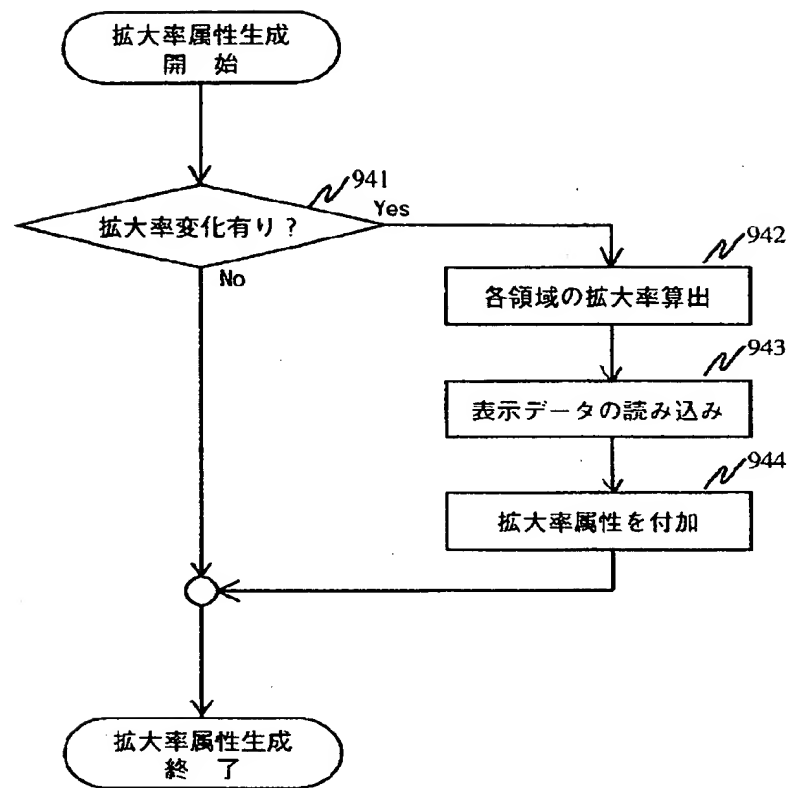 拡大率属性生成
開　始
941
拡大率変化有り？
Yes
No
942
各領域の拡大率算出
943
表示データの読み込み
944
拡大率属性を付加
拡大率属性生成
終　了